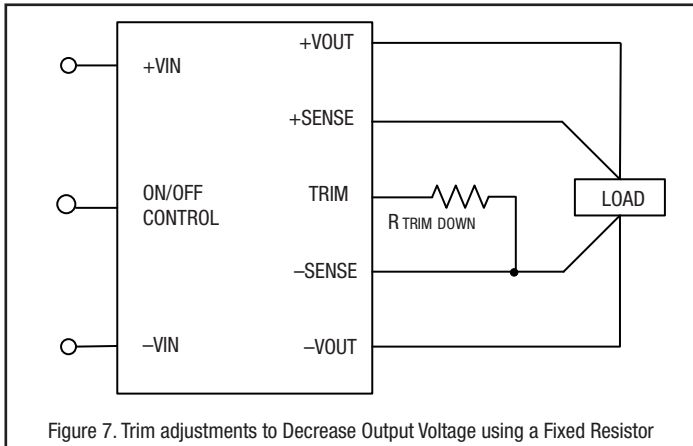 +VOUT
+VIN
+SENSE
ON/OFF
CONTROL
TRIM
R TRIM DOWN
LOAD
–SENSE
–VIN
–VOUT
Figure 7. Trim adjustments to Decrease Output Voltage using a Fixed Resistor